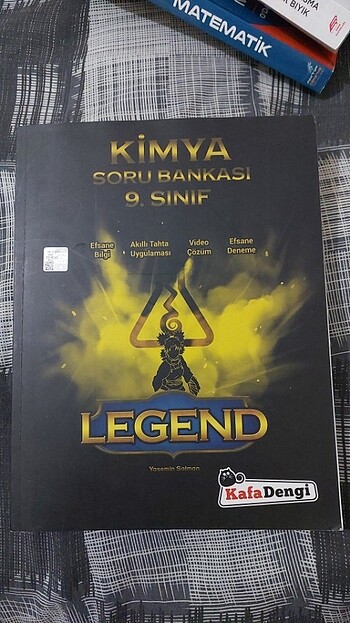 MATEMATİK
KİMYA
SORU BANKASI
9. SINIF
Efsane
Bilgi
Akıllı Tahta
Uygulaması
Video
Çözüm
Efsane
Deneme
LEGEND
Yasemin Salman
KafaDengi